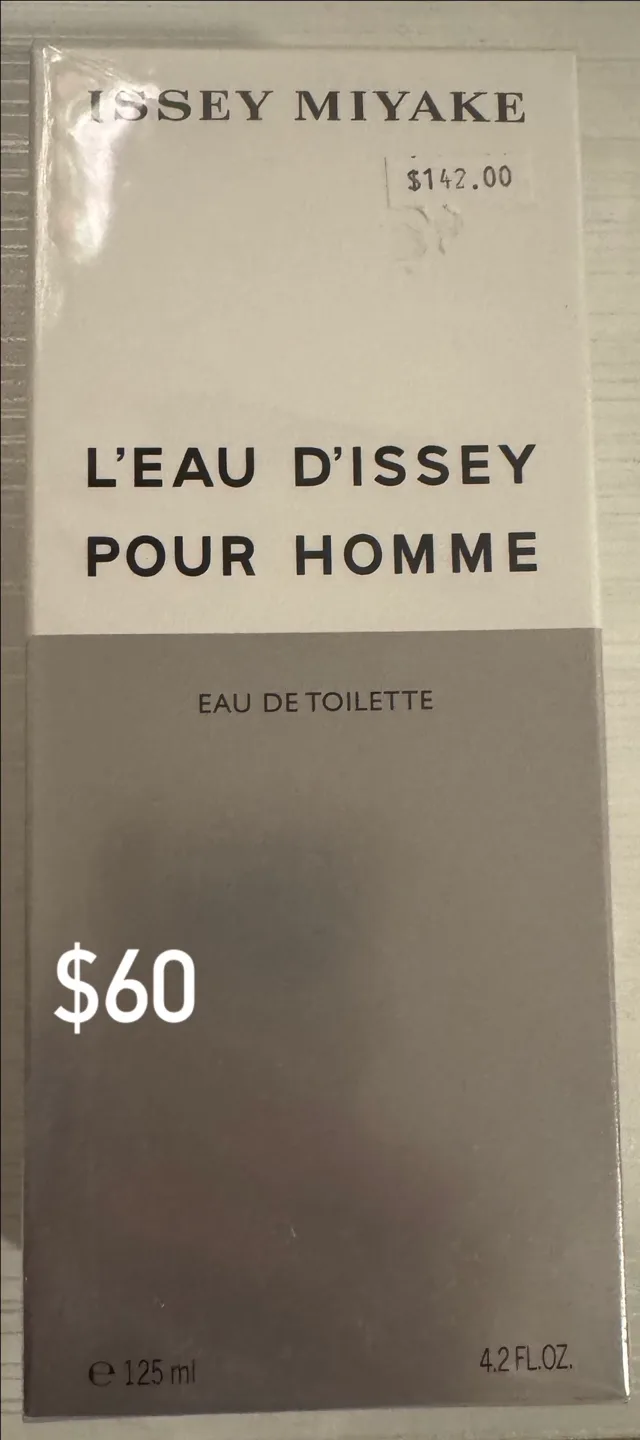 ISSEY MIYAKE
$142.00
L'EAU D'ISSEY
POUR HOMME
EAU DE TOILETTE
$60
℮ 125 ml
4.2 FL.OZ.